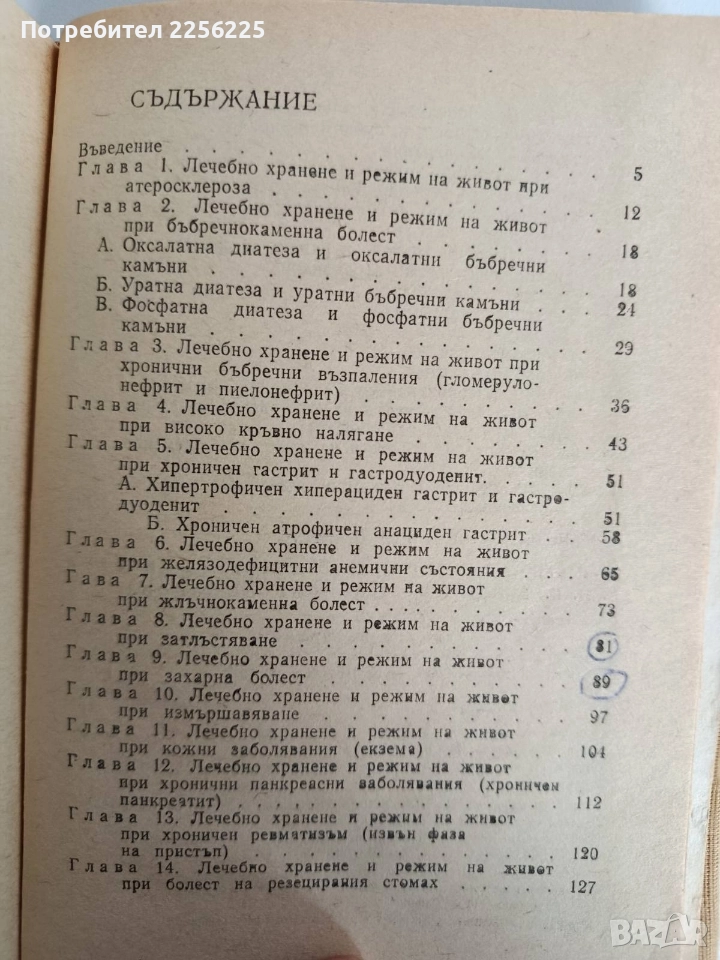 Потребител 2256225
СЪДЪРЖАНИЕ
Въведение . . . . . . . . . . . . . . 5
Глава 1. Лечебно хранене и режим на живот при
атеросклероза . . . . . . . . . . . . 12
Глава 2. Лечебно хранене и режим на живот
при бъбречнокаменна болест . . . . . . 18
А. Оксалатна диатеза и оксалатни бъбречни
камъни . . . . . . . . . . . . . . 18
Б. Уратна диатеза и уратни бъбречни камъни . . . 24
В. Фосфатна диатеза и фосфатни бъбречни
камъни . . . . . . . . . . . . . . 29
Глава 3. Лечебно хранене и режим на живот при
хронични бъбречни възпаления (гломеруло-
нефрит и пиелонефрит) . . . . . . . . . 36
Глава 4. Лечебно хранене и режим на живот
при високо кръвно налягане . . . . . . . 43
Глава 5. Лечебно хранене и режим на живот
при хроничен гастрит и гастродуоденит. . . . . 51
А. Хипертрофичен хиперациден гастрит и гастро-
дуоденит . . . . . . . . . . . . . 51
Б. Хроничен атрофичен анациден гастрит . . . 58
Глава 6. Лечебно хранене и режим на живот
при желязодефицитни анемични състояния . . . 65
Гава 7. Лечебно хранене и режим на живот
при жлъчнокаменна болест . . . . . . . . 73
Глава 8. Лечебно хранене и режим на живот
при затлъстяване . . . . . . . . . . . 81
Глава 9. Лечебно хранене и режим на живот
при захарна болест . . . . . . . . . . 89
Глава 10. Лечебно хранене и режим на живот
при измършавяване . . . . . . . . . . 97
Глава 11. Лечебно хранене и режим на живот
при кожни заболявания (екзема) . . . . . . 104
Глава 12. Лечебно хранене и режим на живот
при хронични панкреасни заболявания (хроничен
панкреатит) . . . . . . . . . . . . . 112
Глава 13. Лечебно хранене и режим на живот
при хроничен ревматизъм (извън фаза
на пристъп) . . . . . . . . . . . . . 120
Глава 14. Лечебно хранене и режим на живот
при болест на резецирания стомах . . . . . 127
BAZAR